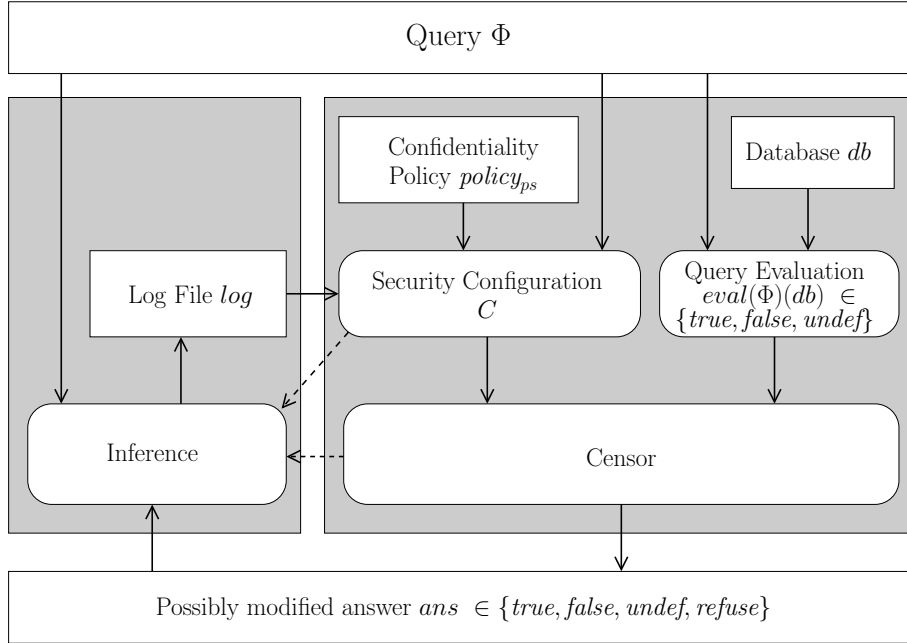 Query Φ
Confidentiality
Policy policy_ps
Database db
Log File log
Security Configuration
C
Query Evaluation
eval(Φ)(db) ∈
{true, false, undef}
Inference
Censor
Possibly modified answer ans ∈ {true, false, undef, refuse}